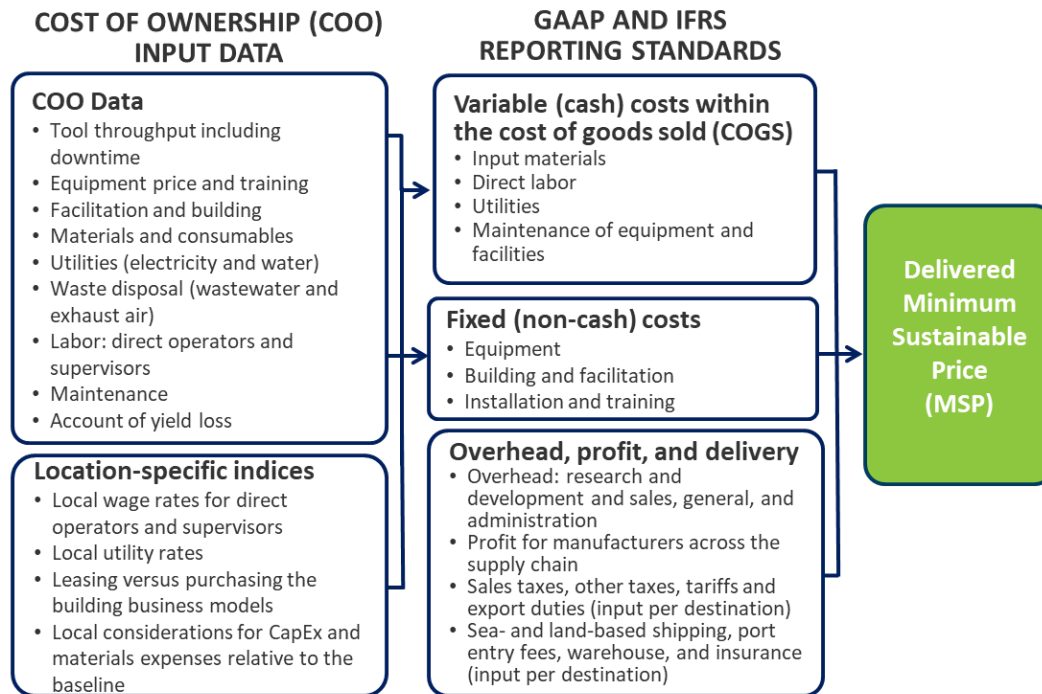 COST OF OWNERSHIP (COO)
INPUT DATA
COO Data
• Tool throughput including
downtime
• Equipment price and training
• Facilitation and building
• Materials and consumables
• Utilities (electricity and water)
• Waste disposal (wastewater and
exhaust air)
• Labor: direct operators and
supervisors
• Maintenance
• Account of yield loss
Location-specific indices
• Local wage rates for direct
operators and supervisors
• Local utility rates
• Leasing versus purchasing the
building business models
• Local considerations for CapEx and
materials expenses relative to the
baseline
GAAP AND IFRS
REPORTING STANDARDS
Variable (cash) costs within
the cost of goods sold (COGS)
• Input materials
• Direct labor
• Utilities
• Maintenance of equipment and
facilities
Fixed (non-cash) costs
• Equipment
• Building and facilitation
• Installation and training
Overhead, profit, and delivery
• Overhead: research and
development and sales, general, and
administration
• Profit for manufacturers across the
supply chain
• Sales taxes, other taxes, tariffs and
export duties (input per destination)
• Sea- and land-based shipping, port
entry fees, warehouse, and insurance
(input per destination)
Delivered
Minimum
Sustainable
Price
(MSP)